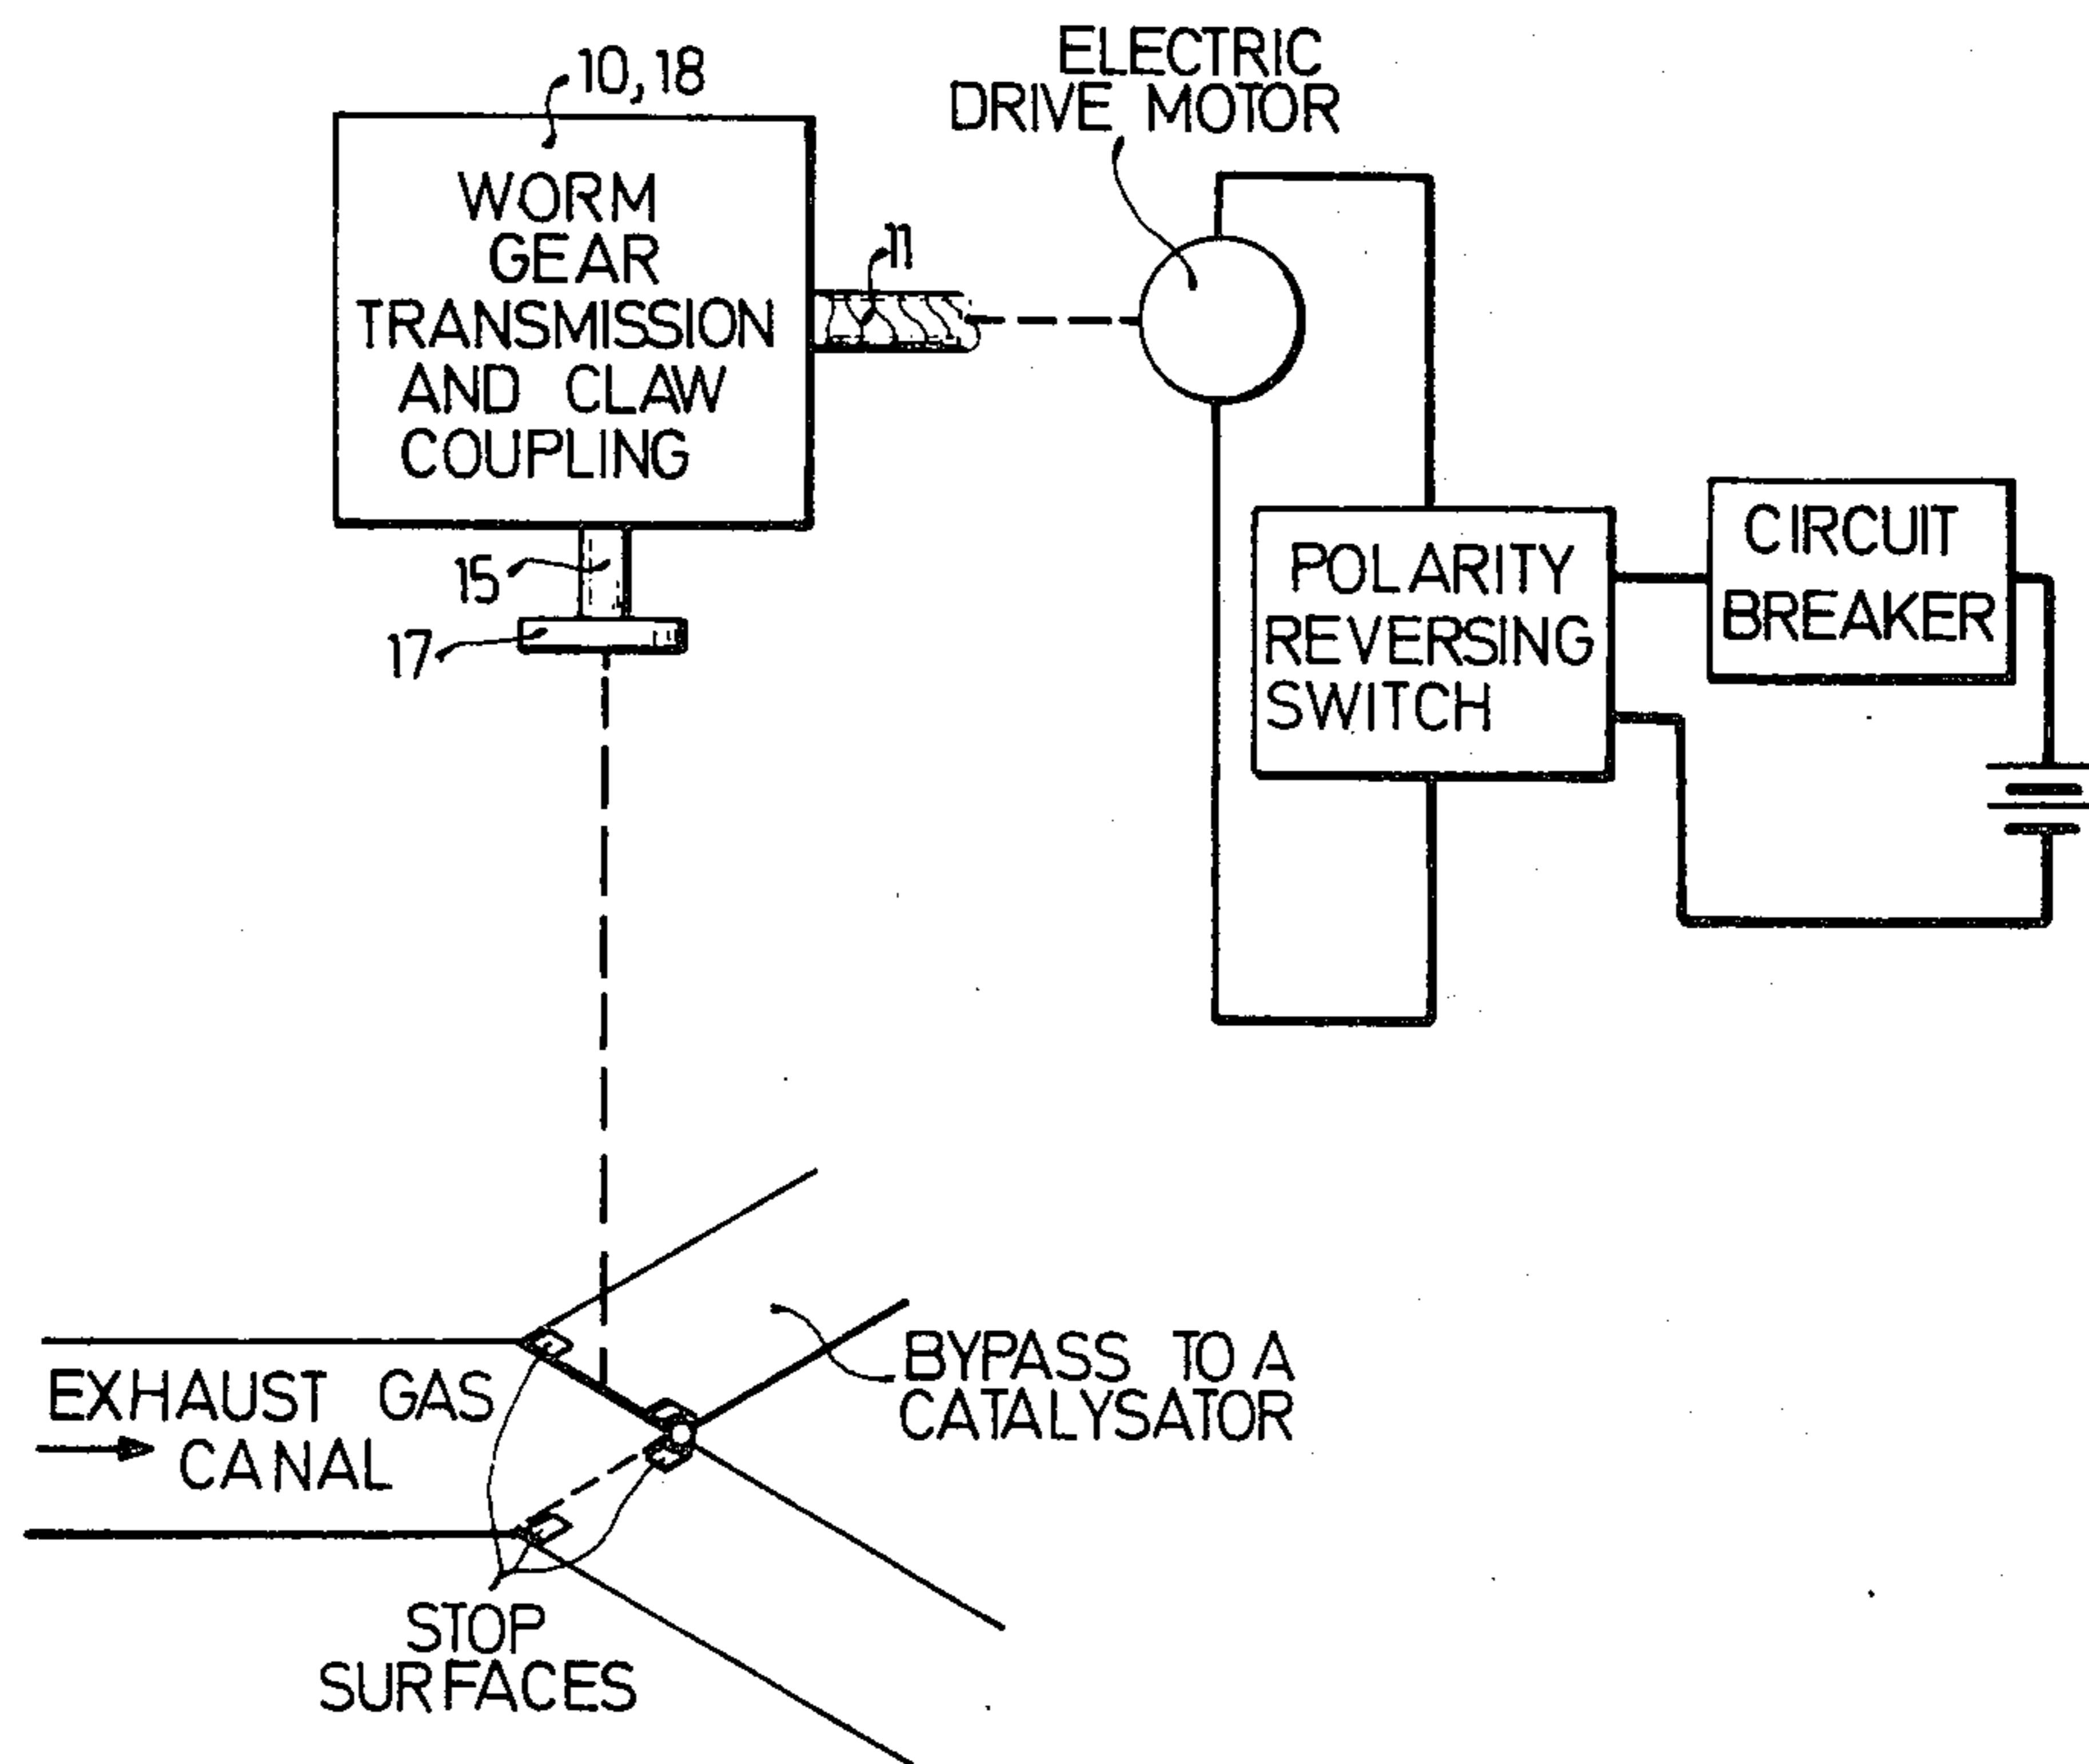 10, 18
WORM
GEAR
TRANSMISSION
AND CLAW
COUPLING
11
15
17
ELECTRIC
DRIVE MOTOR
POLARITY
REVERSING
SWITCH
CIRCUIT
BREAKER
EXHAUST GAS
CANAL
BYPASS TO A
CATALYSATOR
STOP
SURFACES